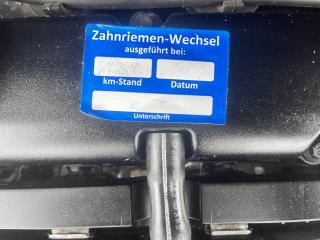 Zahnriemen-Wechsel
ausgeführt bei:
km-Stand Datum
Unterschrift